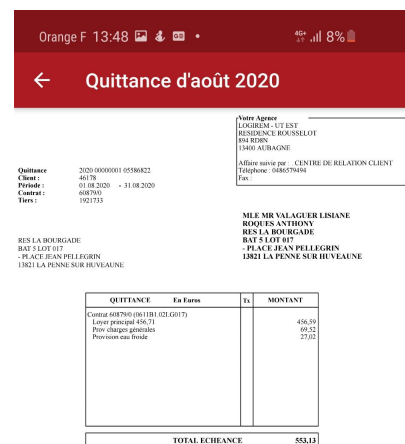 Orange F 13:48
4G+ 8%
Quittance d'août 2020
Votre Agence
LOGIREM - UT EST
RESIDENCE ROUSSELOT
894 RD8N
13400 AUBAGNE
Affaire suivie par : . CENTRE DE RELATION CLIENT
Téléphone : 0486579494
Fax :
Quittance 2020 00000001 05586822
Client : 46178
Période : 01.08.2020 - 31.08.2020
Contrat : 60879/0
Tiers : 1921733
MLE MR VALAGUER LISIANE
ROQUES ANTHONY
RES LA BOURGADE
BAT 5 LOT 017
- PLACE JEAN PELLEGRIN
13821 LA PENNE SUR HUVEAUNE
RES LA BOURGADE
BAT 5 LOT 017
- PLACE JEAN PELLEGRIN
13821 LA PENNE SUR HUVEAUNE
QUITTANCE En Euros Tx MONTANT
Contrat 60879/0 (0611B1.02LG017)
Loyer principal 456,71 456,59
Prov charges générales 69,52
Provision eau froide 27,02
TOTAL ECHEANCE 553,13